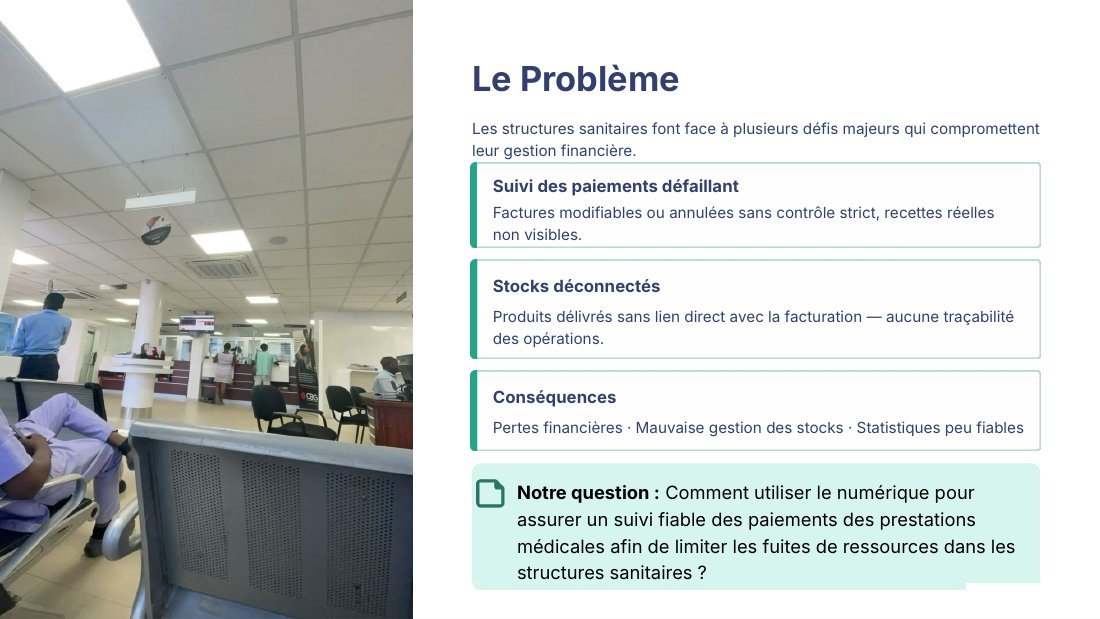 Le Problème
Les structures sanitaires font face à plusieurs défis majeurs qui compromettent
leur gestion financière.
Suivi des paiements défaillant
Factures modifiables ou annulées sans contrôle strict, recettes réelles
non visibles.
Stocks déconnectés
Produits délivrés sans lien direct avec la facturation — aucune traçabilité
des opérations.
Conséquences
Pertes financières · Mauvaise gestion des stocks · Statistiques peu fiables
Notre question : Comment utiliser le numérique pour
assurer un suivi fiable des paiements des prestations
médicales afin de limiter les fuites de ressources dans les
structures sanitaires ?